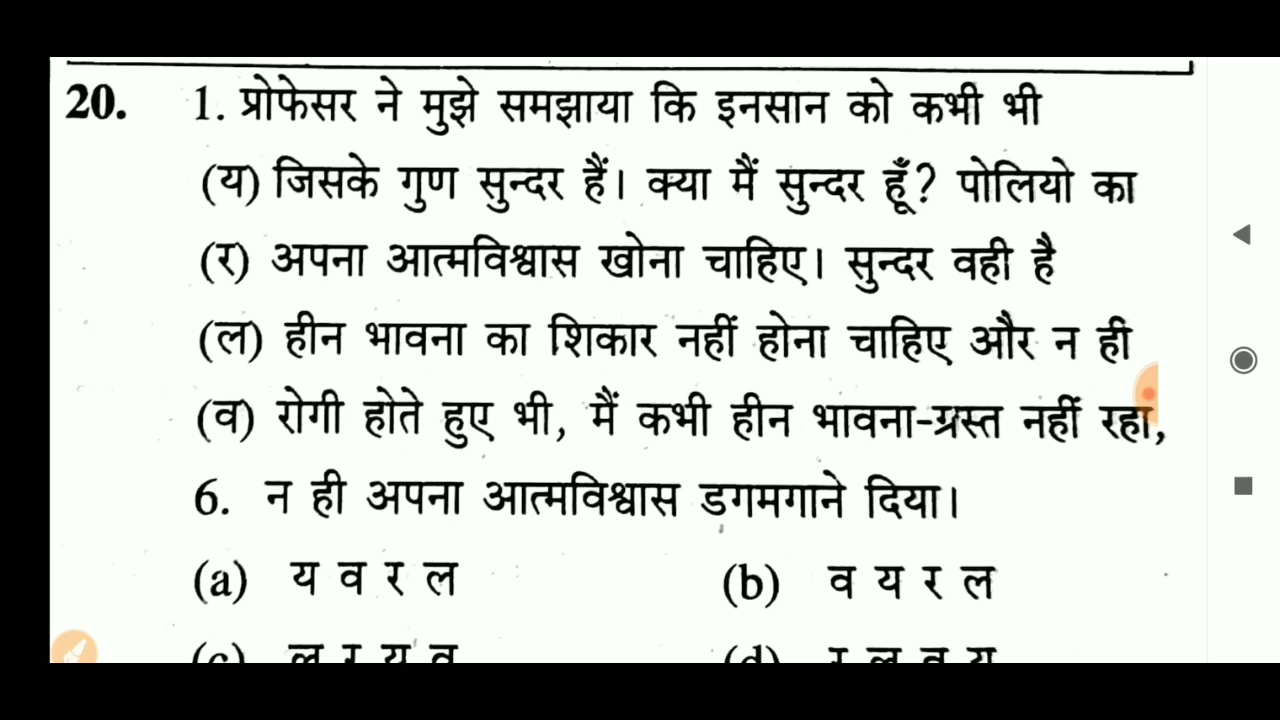 20. 1. प्रोफेसर ने मुझे समझाया कि इनसान को कभी भी
(य) जिसके गुण सुन्दर हैं। क्या मैं सुन्दर हूँ? पोलियो का
(र) अपना आत्मविश्वास खोना चाहिए। सुन्दर वही है
(ल) हीन भावना का शिकार नहीं होना चाहिए और न ही
(व) रोगी होते हुए भी, मैं कभी हीन भावना-ग्रस्त नहीं रहा,
6. न ही अपना आत्मविश्वास डगमगाने दिया।
(a) य व र ल (b) व य र ल
(c) ल र य व (d) र ल व य